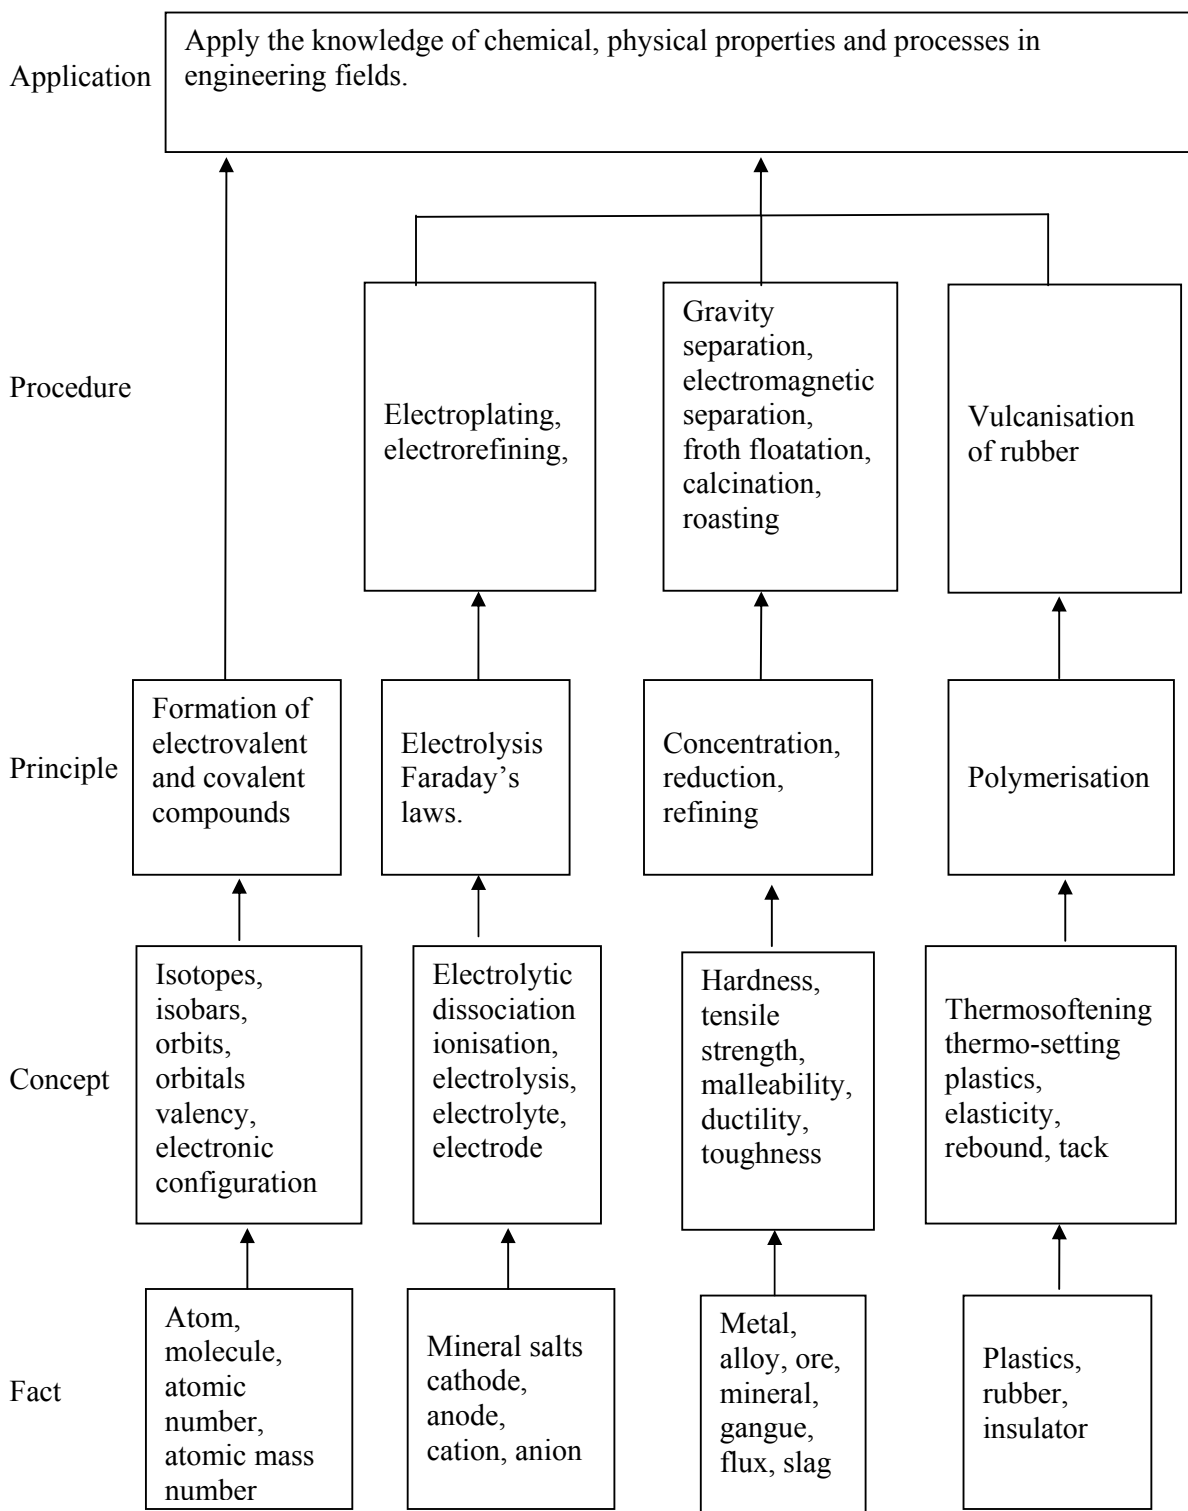 Application
Apply the knowledge of chemical, physical properties and processes in
engineering fields.
Procedure
Electroplating,
electrorefining,
Gravity
separation,
electromagnetic
separation,
froth floatation,
calcination,
roasting
Vulcanisation
of rubber
Principle
Formation of
electrovalent
and covalent
compounds
Electrolysis
Faraday’s
laws.
Concentration,
reduction,
refining
Polymerisation
Concept
Isotopes,
isobars,
orbits,
orbitals
valency,
electronic
configuration
Electrolytic
dissociation
ionisation,
electrolysis,
electrolyte,
electrode
Hardness,
tensile
strength,
malleability,
ductility,
toughness
Thermosoftening
thermo-setting
plastics,
elasticity,
rebound, tack
Fact
Atom,
molecule,
atomic
number,
atomic mass
number
Mineral salts
cathode,
anode,
cation, anion
Metal,
alloy, ore,
mineral,
gangue,
flux, slag
Plastics,
rubber,
insulator